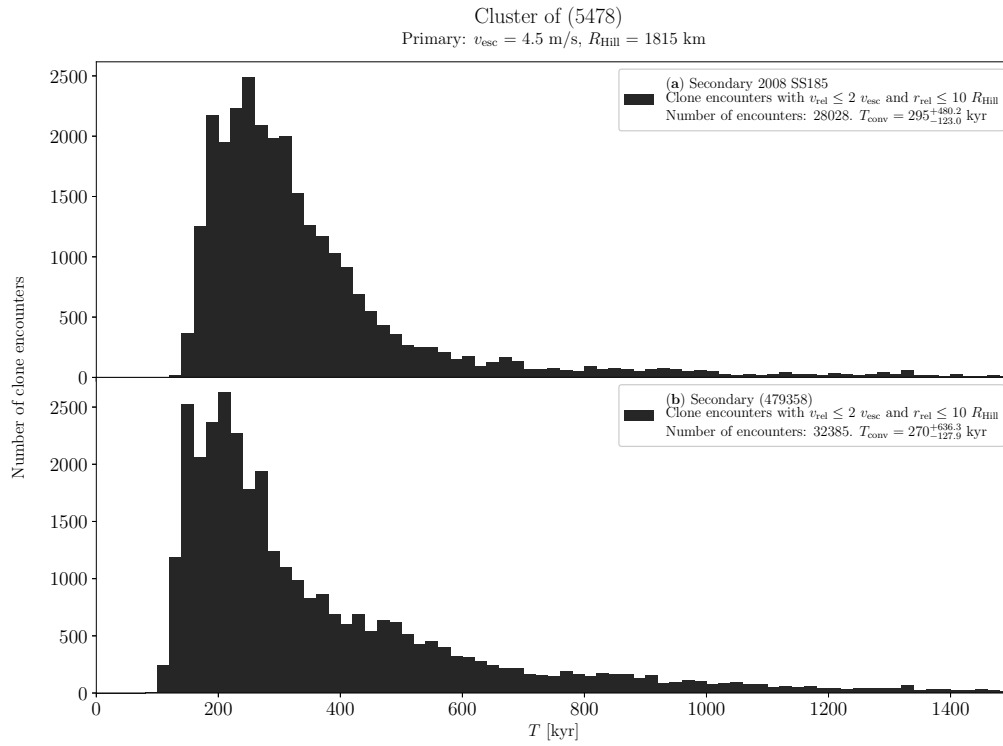 Cluster of (5478)
Primary: v_esc = 4.5 m/s, R_Hill = 1815 km
Number of clone encounters
2500
2000
1500
1000
500
0
(a) Secondary 2008 SS185
Clone encounters with v_rel ≤ 2 v_esc and r_rel ≤ 10 R_Hill
Number of encounters: 28028. T_conv = 295^{+480.2}_{−123.0} kyr
2500
2000
1500
1000
500
0
(b) Secondary (479358)
Clone encounters with v_rel ≤ 2 v_esc and r_rel ≤ 10 R_Hill
Number of encounters: 32385. T_conv = 270^{+636.3}_{−127.9} kyr
0 200 400 600 800 1000 1200 1400
T [kyr]